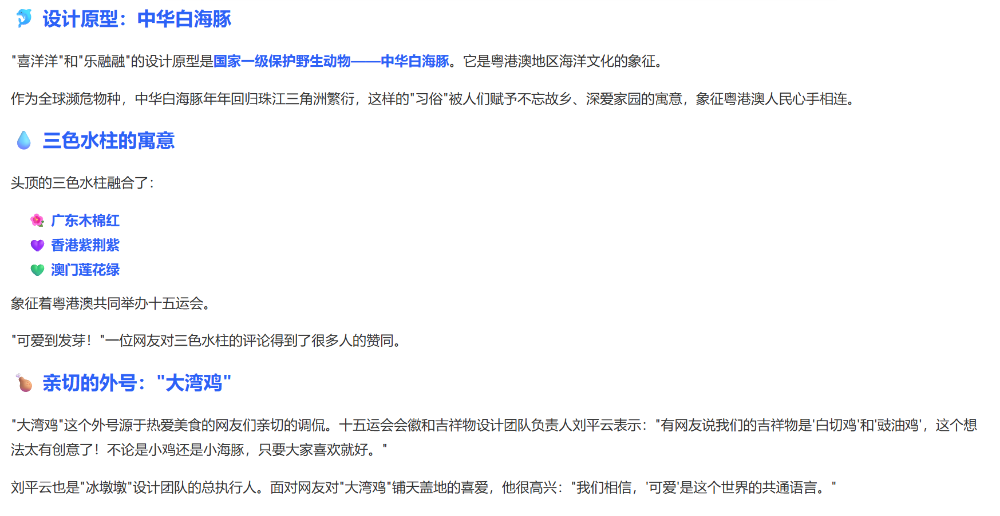 设计原型：中华白海豚
"喜洋洋"和"乐融融"的设计原型是国家一级保护野生动物——中华白海豚。它是粤港澳地区海洋文化的象征。
作为全球濒危物种，中华白海豚年年回归珠江三角洲繁衍，这样的"习俗"被人们赋予不忘故乡、深爱家园的寓意，象征粤港澳人民心手相连。
三色水柱的寓意
头顶的三色水柱融合了：
广东木棉红
香港紫荆紫
澳门莲花绿
象征着粤港澳共同举办十五运会。
"可爱到发芽！"一位网友对三色水柱的评论得到了很多人的赞同。
亲切的外号："大湾鸡"
"大湾鸡"这个外号源于热爱美食的网友们亲切的调侃。十五运会会徽和吉祥物设计团队负责人刘平云表示："有网友说我们的吉祥物是'白切鸡'和'豉油鸡'，这个想
法太有创意了！不论是小鸡还是小海豚，只要大家喜欢就好。"
刘平云也是"冰墩墩"设计团队的总执行人。面对网友对"大湾鸡"铺天盖地的喜爱，他很高兴："我们相信，'可爱'是这个世界的共通语言。"